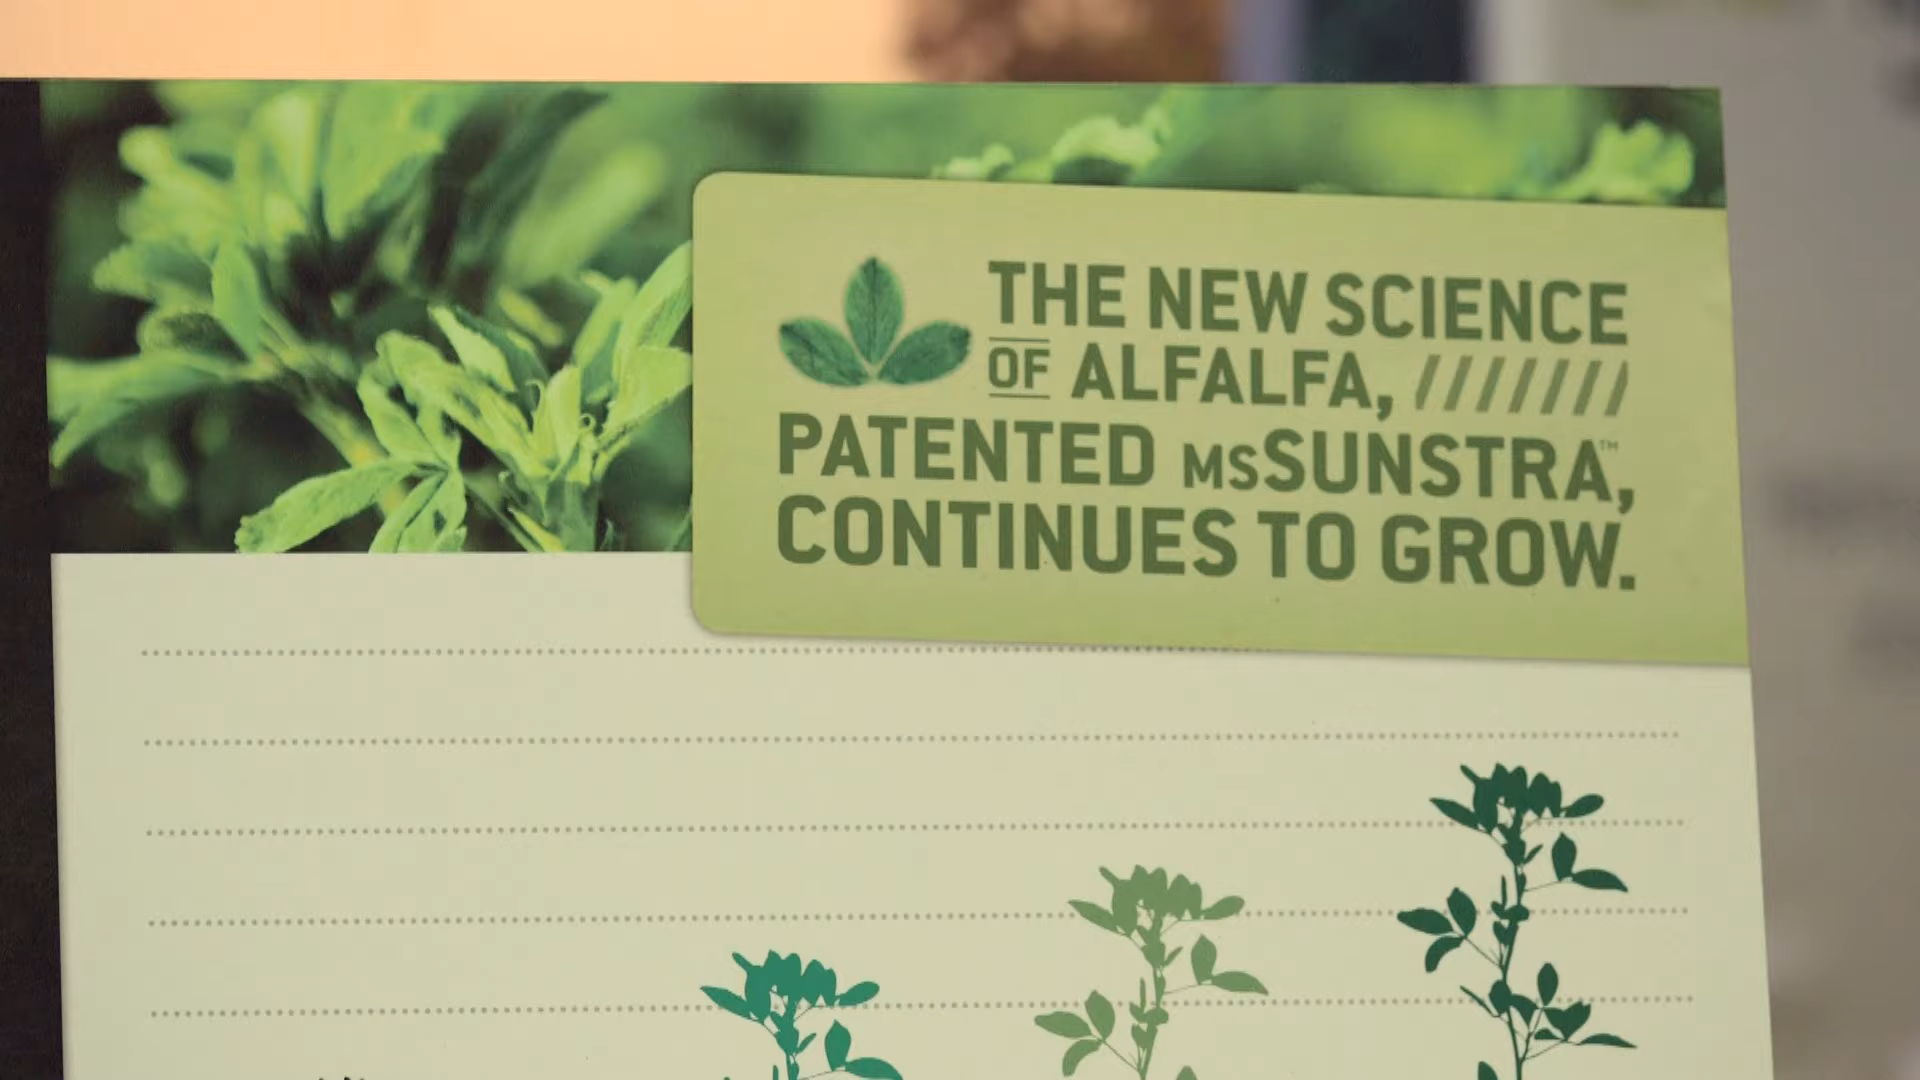 THE NEW SCIENCE
OF ALFALFA,
PATENTED MSSUNSTRA™,
CONTINUES TO GROW.